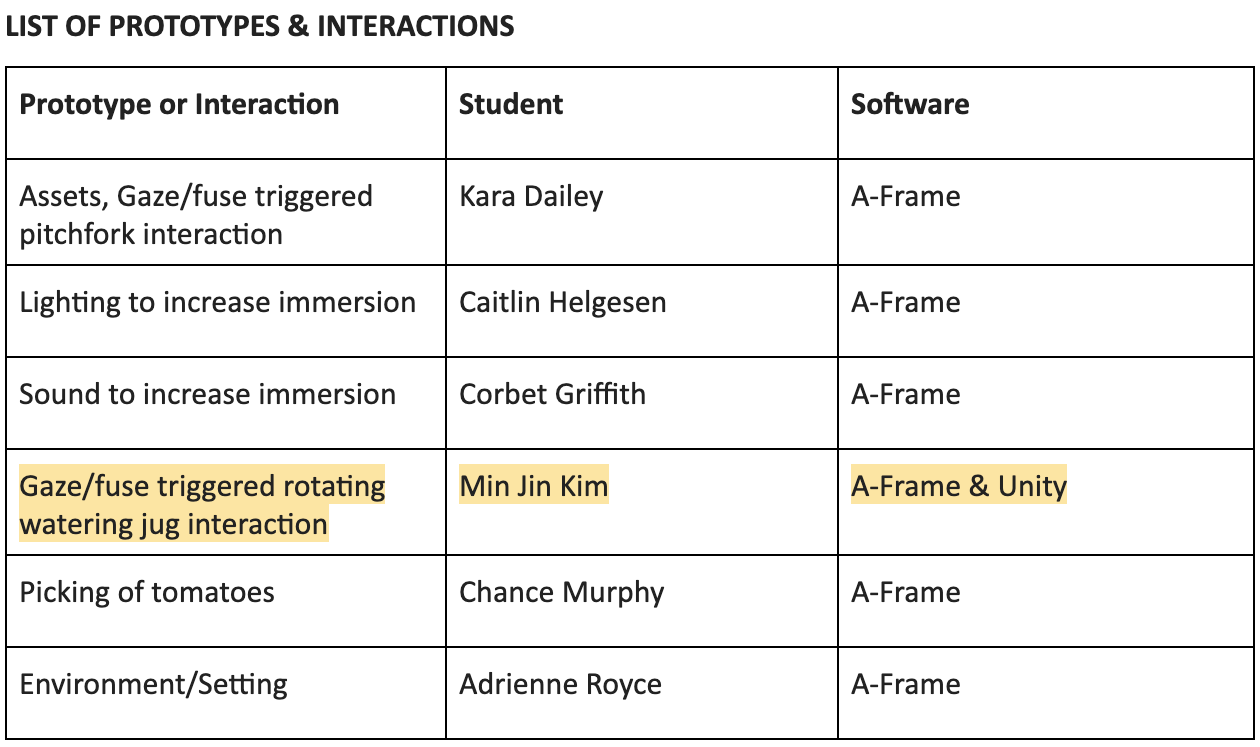 LIST OF PROTOTYPES & INTERACTIONS
Prototype or Interaction Student Software
Assets, Gaze/fuse triggered Kara Dailey A-Frame
pitchfork interaction
Lighting to increase immersion Caitlin Helgesen A-Frame
Sound to increase immersion Corbet Griffith A-Frame
Gaze/fuse triggered rotating Min Jin Kim A-Frame & Unity
watering jug interaction
Picking of tomatoes Chance Murphy A-Frame
Environment/Setting Adrienne Royce A-Frame